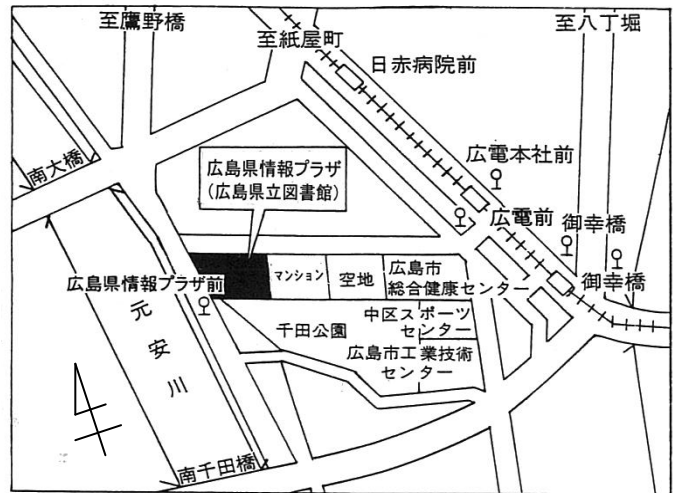 至鷹野橋
至紙屋町
至八丁堀
日赤病院前
南大橋
広島県情報プラザ
(広島県立図書館)
広電本社前
広電前
御幸橋
御幸橋
広島県情報プラザ前
マンション
空地
広島市
総合健康センター
元安川
千田公園
中区スポーツ
センター
広島市工業技術
センター
南千田橋